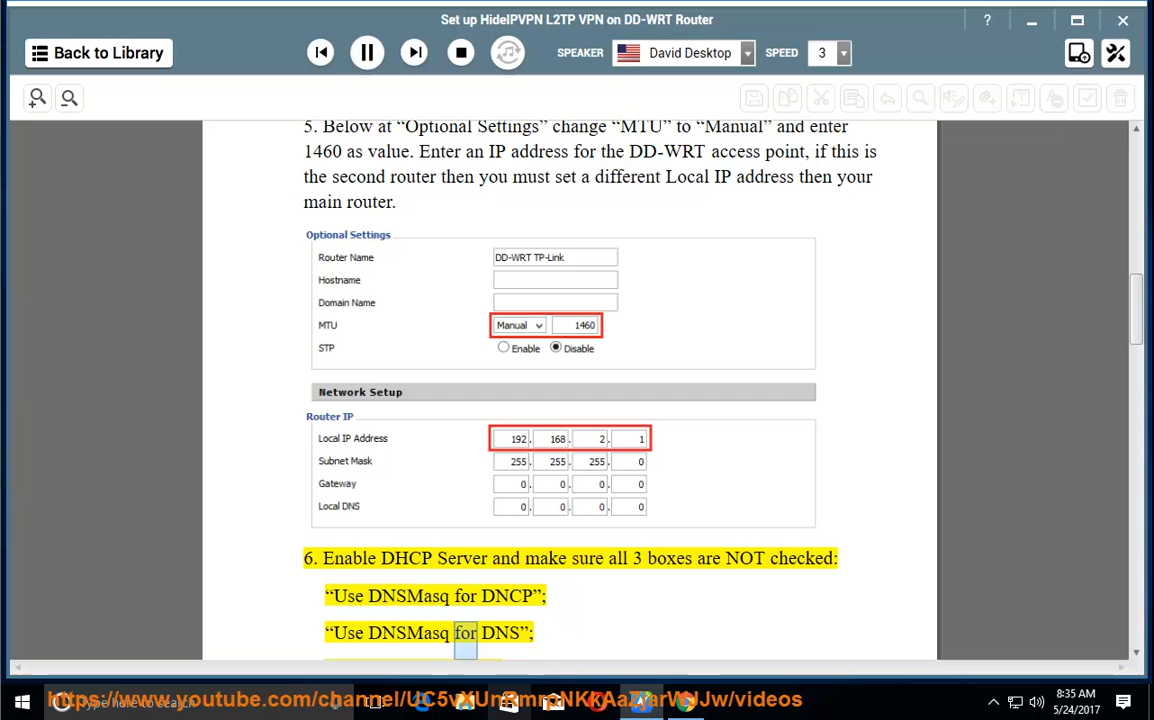 Set up HideIPVPN L2TP VPN on DD-WRT Router
Back to Library
SPEAKER
David Desktop
SPEED
3
5. Below at “Optional Settings” change “MTU” to “Manual” and enter
1460 as value. Enter an IP address for the DD-WRT access point, if this is
the second router then you must set a different Local IP address then your
main router.
Optional Settings
Router Name DD-WRT TP-Link
Hostname
Domain Name
MTU Manual 1460
STP Enable Disable
Network Setup
Router IP
Local IP Address 192. 168. 2. 1
Subnet Mask 255. 255. 255. 0
Gateway 0. 0. 0. 0
Local DNS 0. 0. 0. 0
6. Enable DHCP Server and make sure all 3 boxes are NOT checked:
“Use DNSMasq for DNCP”;
“Use DNSMasq for DNS”;
Type here to search
8:35 AM
5/24/2017